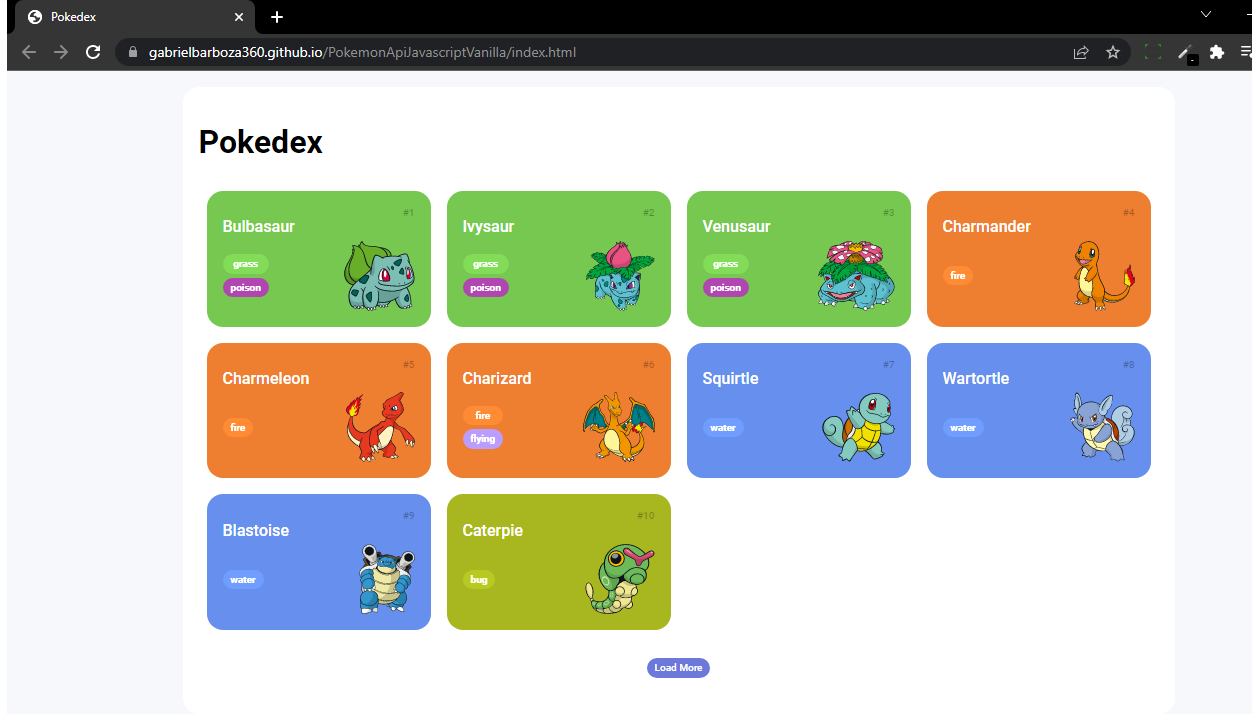 Pokedex
gabrielbarboza360.github.io/PokemonApiJavascriptVanilla/index.html
Pokedex
#1
Bulbasaur
grass
poison
#2
Ivysaur
grass
poison
#3
Venusaur
grass
poison
#4
Charmander
fire
#5
Charmeleon
fire
#6
Charizard
fire
flying
#7
Squirtle
water
#8
Wartortle
water
#9
Blastoise
water
#10
Caterpie
bug
Load More